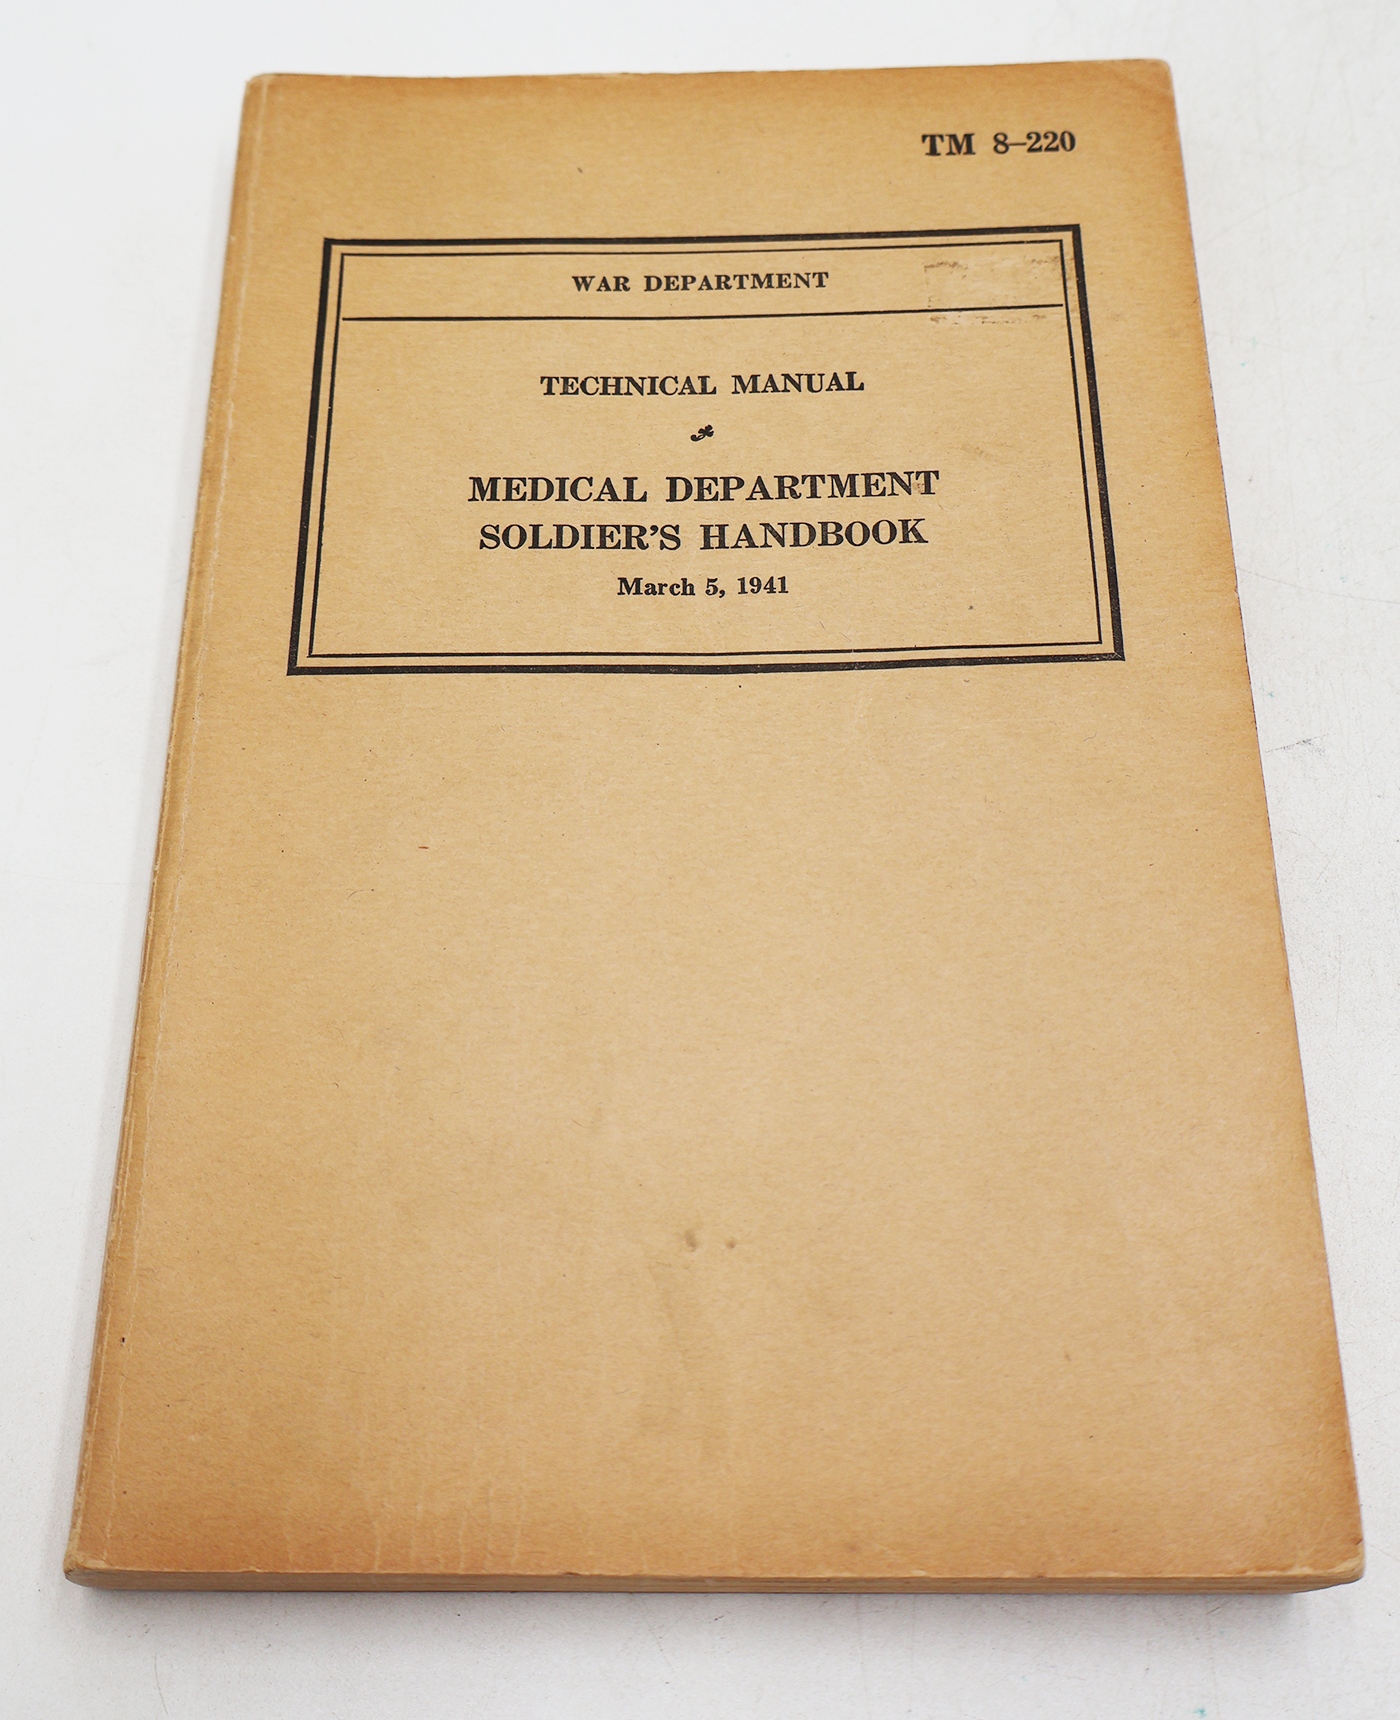 TM 8–220
WAR DEPARTMENT
TECHNICAL MANUAL
MEDICAL DEPARTMENT
SOLDIER’S HANDBOOK
March 5, 1941